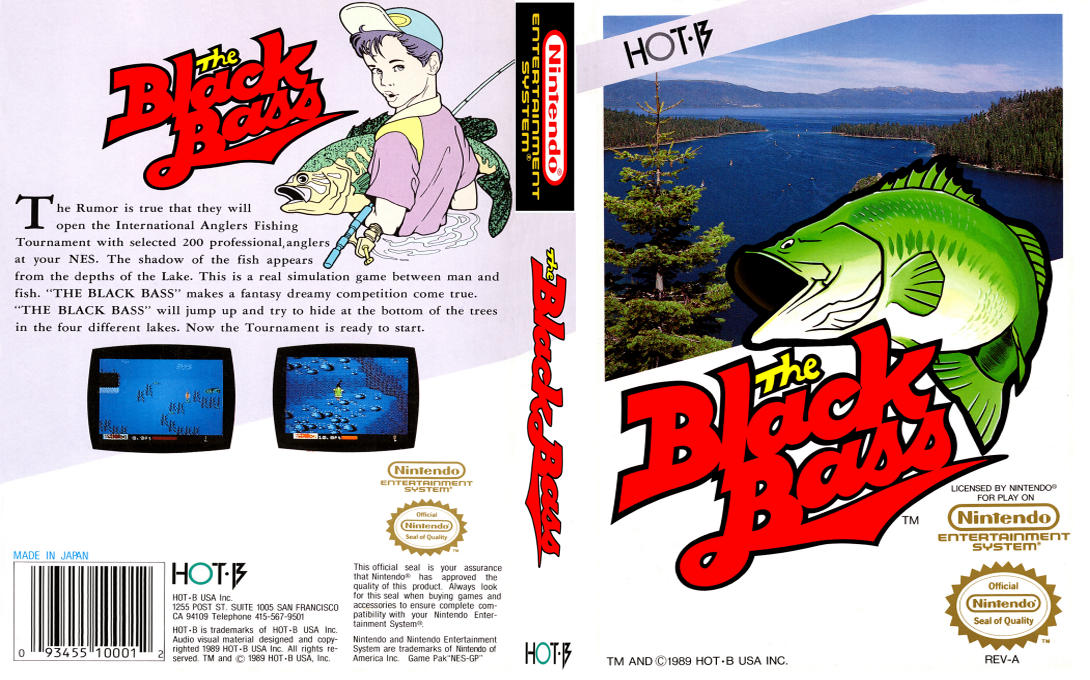 The
Black
Bass
The Rumor is true that they will
open the International Anglers Fishing
Tournament with selected 200 professional,anglers
at your NES. The shadow of the fish appears
from the depths of the Lake. This is a real simulation game between man and
fish. “THE BLACK BASS” makes a fantasy dreamy competition come true.
“THE BLACK BASS” will jump up and try to hide at the bottom of the trees
in the four different lakes. Now the Tournament is ready to start.
Nintendo
ENTERTAINMENT
SYSTEM®
Official
Nintendo®
Seal of Quality
TM
MADE IN JAPAN
0 93455 10001 2
HOT·B
HOT·B USA Inc.
1255 POST ST. SUITE 1005 SAN FRANCISCO
CA 94109 Telephone 415-567-9501
HOT·B is trademarks of HOT·B USA Inc.
Audio visual material designed and copy-
righted 1989 HOT·B USA Inc. All rights re-
served. TM and © 1989 HOT·B USA, Inc.
This official seal is your assurance
that Nintendo® has approved the
quality of this product. Always look
for this seal when buying games and
accessories to ensure complete com-
patibility with your Nintendo Enter-
tainment System®.
Nintendo and Nintendo Entertainment
System are trademarks of Nintendo of
America Inc. Game Pak "NES-GP"
Nintendo®
ENTERTAINMENT
SYSTEM®
The Black Bass
HOT·B
HOT·B
The
Black
Bass
TM
LICENSED BY NINTENDO®
FOR PLAY ON
Nintendo
ENTERTAINMENT
SYSTEM®
Official
Nintendo®
Seal of Quality
TM
TM AND ©1989 HOT·B USA INC.
REV-A